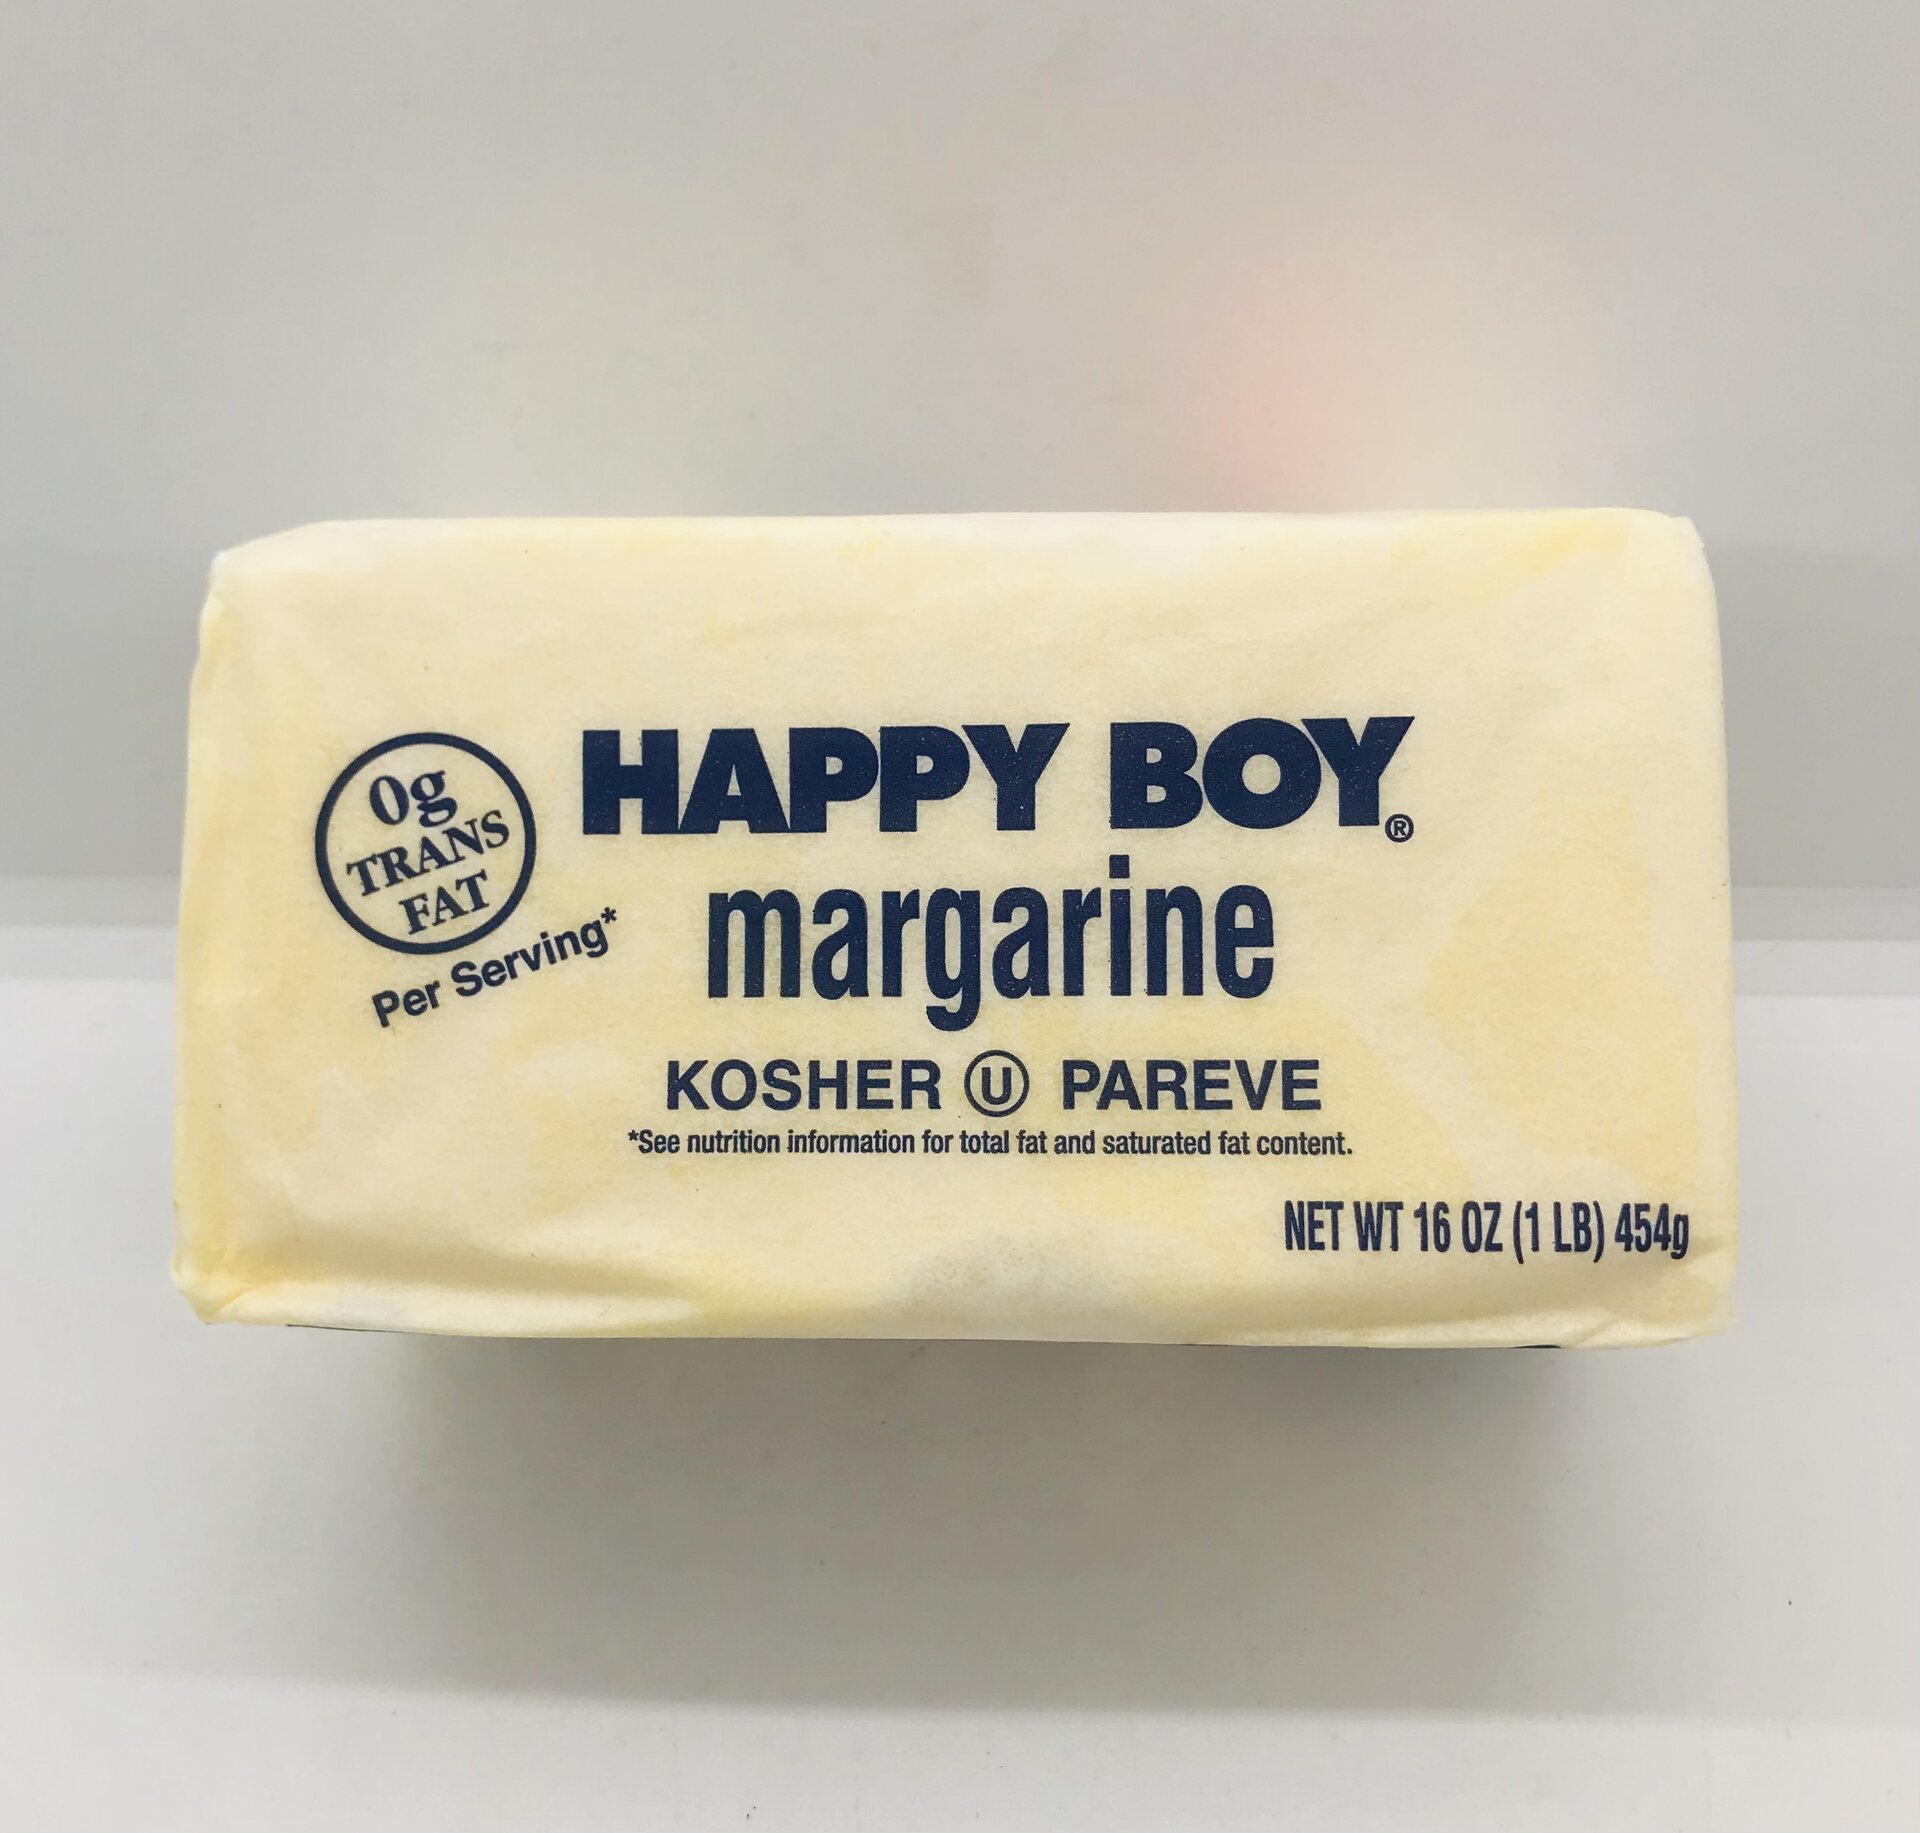 0g
TRANS
FAT
Per Serving*
HAPPY BOY®
margarine
KOSHER Ⓤ PAREVE
*See nutrition information for total fat and saturated fat content.
NET WT 16 OZ (1 LB) 454g